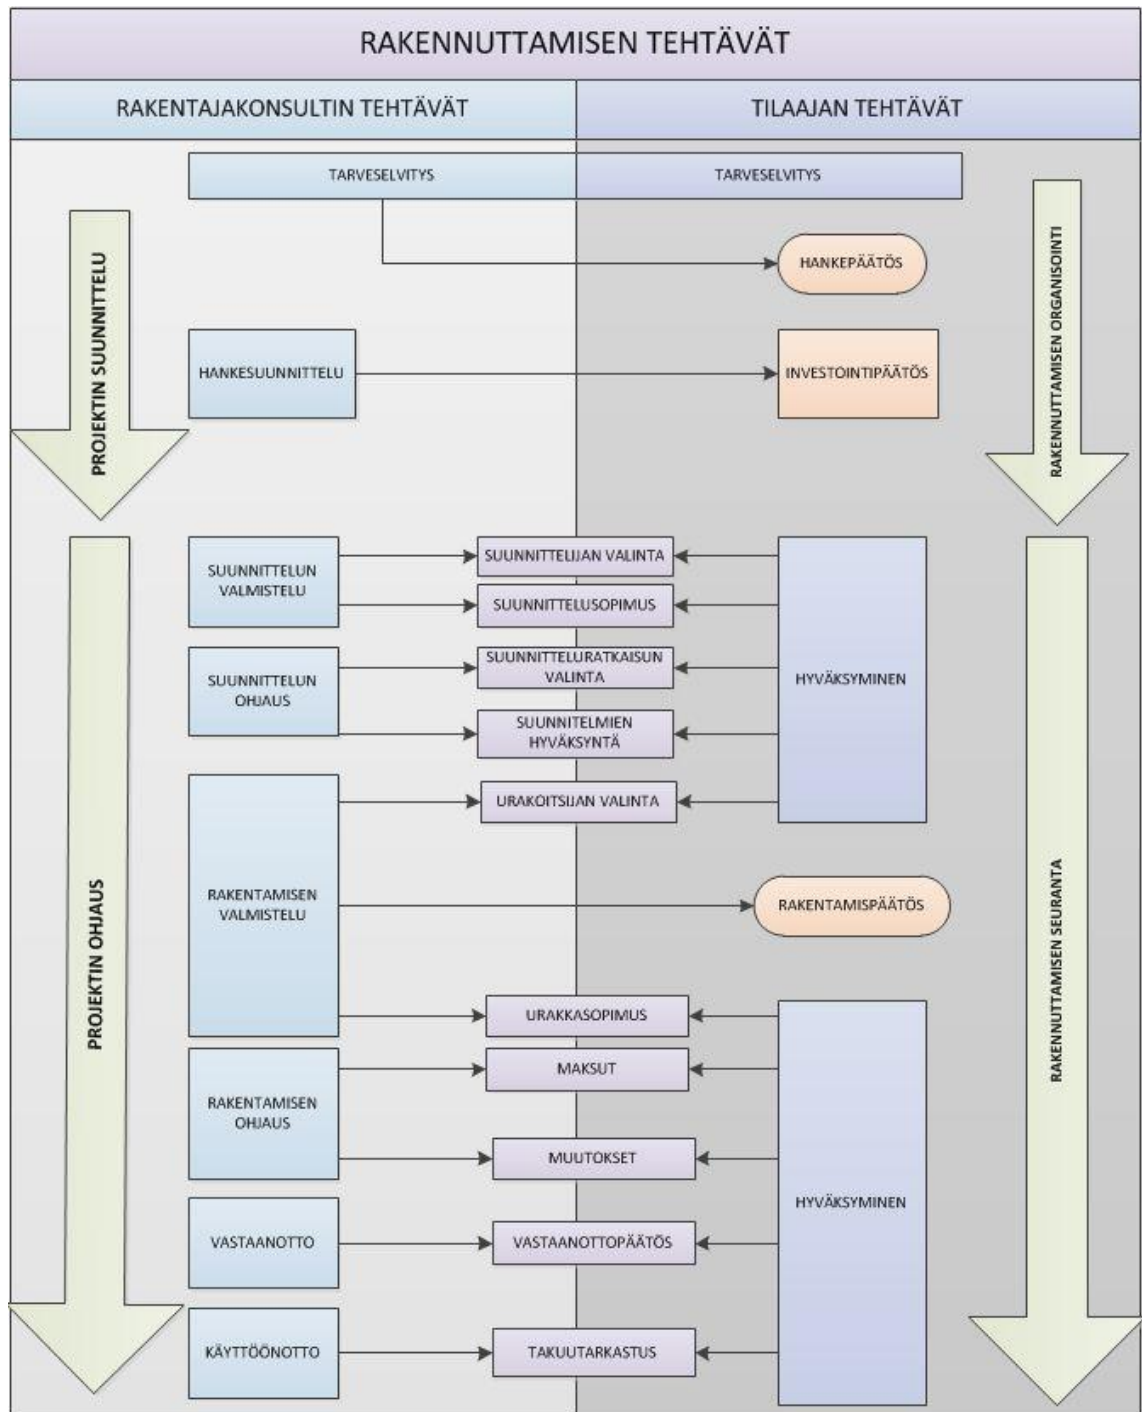 RAKENNUTTAMISEN TEHTÄVÄT
RAKENTAJAKONSULTIN TEHTÄVÄT
TILAAJAN TEHTÄVÄT
TARVESELVITYS
TARVESELVITYS
PROJEKTIN SUUNNITTELU
HANKEPÄÄTÖS
RAKENNUTTAMISEN ORGANISOINTI
HANKESUUNNITTELU
INVESTOINTIPÄÄTÖS
SUUNNITTELUN
VALMISTELU
SUUNNITTELIJAN VALINTA
SUUNNITTELUSOPIMUS
SUUNNITTELUN
OHJAUS
SUUNNITTELURATKAISUN
VALINTA
SUUNNITELMIEN
HYVÄKSYNTÄ
HYVÄKSYMINEN
RAKENTAMISEN
VALMISTELU
URAKOITSIJAN VALINTA
RAKENTAMISPÄÄTÖS
PROJEKTIN OHJAUS
RAKENNUTTAMISEN SEURANTA
URAKKASOPIMUS
RAKENTAMISEN
OHJAUS
MAKSUT
MUUTOKSET
HYVÄKSYMINEN
VASTAANOTTO
VASTAANOTTOPÄÄTÖS
KÄYTTÖÖNOTTO
TAKUUTARKASTUS